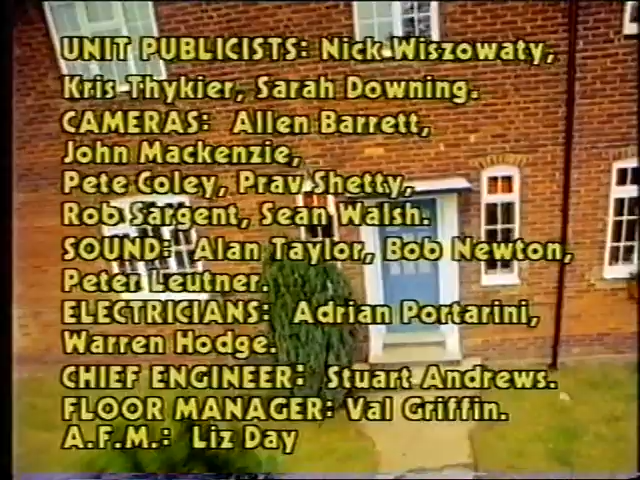 UNIT PUBLICISTS: Nick Wiszowaty,
Kris Thykier, Sarah Downing.
CAMERAS: Allen Barrett,
John Mackenzie,
Pete Coley, Prav Shetty,
Rob Sargent, Sean Walsh.
SOUND: Alan Taylor, Bob Newton,
Peter Leutner.
ELECTRICIANS: Adrian Portarini,
Warren Hodge.
CHIEF ENGINEER: Stuart Andrews.
FLOOR MANAGER: Val Griffin.
A.F.M.: Liz Day